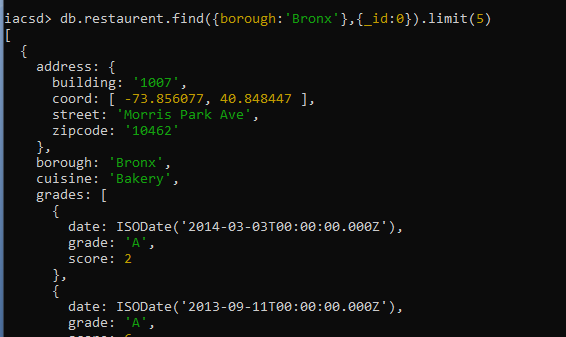 iacsd> db.restaurent.find({borough:'Bronx'},{_id:0}).limit(5)
[
  {
    address: {
      building: '1007',
      coord: [ -73.856077, 40.848447 ],
      street: 'Morris Park Ave',
      zipcode: '10462'
    },
    borough: 'Bronx',
    cuisine: 'Bakery',
    grades: [
      {
        date: ISODate('2014-03-03T00:00:00.000Z'),
        grade: 'A',
        score: 2
      },
      {
        date: ISODate('2013-09-11T00:00:00.000Z'),
        grade: 'A',